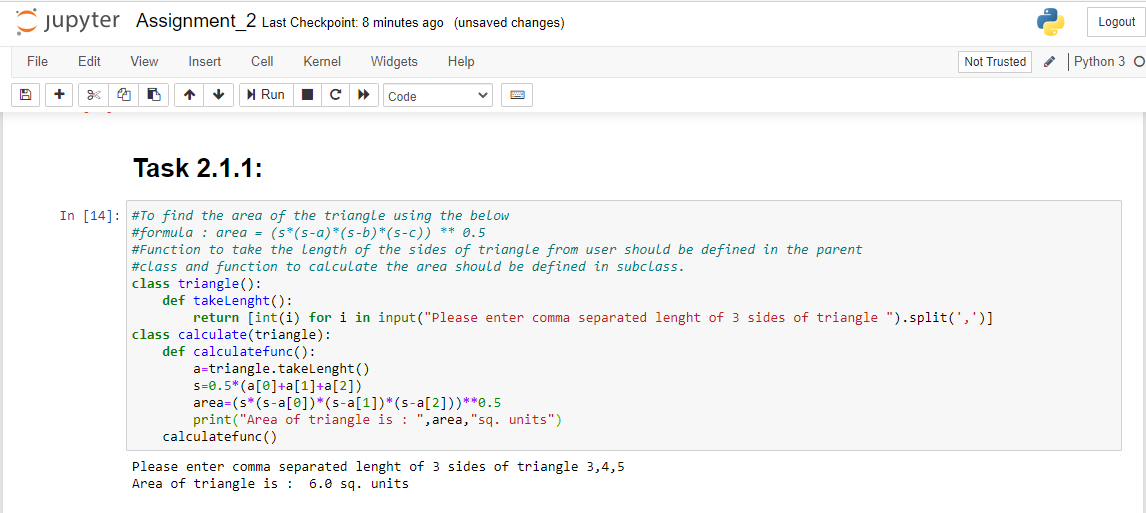 jupyter Assignment_2 Last Checkpoint: 8 minutes ago (unsaved changes) Logout
File Edit View Insert Cell Kernel Widgets Help Not Trusted Python 3
Run Code
Task 2.1.1:
In [14]: #To find the area of the triangle using the below
#formula : area = (s*(s-a)*(s-b)*(s-c)) ** 0.5
#Function to take the length of the sides of triangle from user should be defined in the parent
#class and function to calculate the area should be defined in subclass.
class triangle():
    def takeLenght():
        return [int(i) for i in input("Please enter comma separated lenght of 3 sides of triangle ").split(',')]
class calculate(triangle):
    def calculatefunc():
        a=triangle.takeLenght()
        s=0.5*(a[0]+a[1]+a[2])
        area=(s*(s-a[0])*(s-a[1])*(s-a[2]))**0.5
        print("Area of triangle is : ",area,"sq. units")
    calculatefunc()
Please enter comma separated lenght of 3 sides of triangle 3,4,5
Area of triangle is :  6.0 sq. units